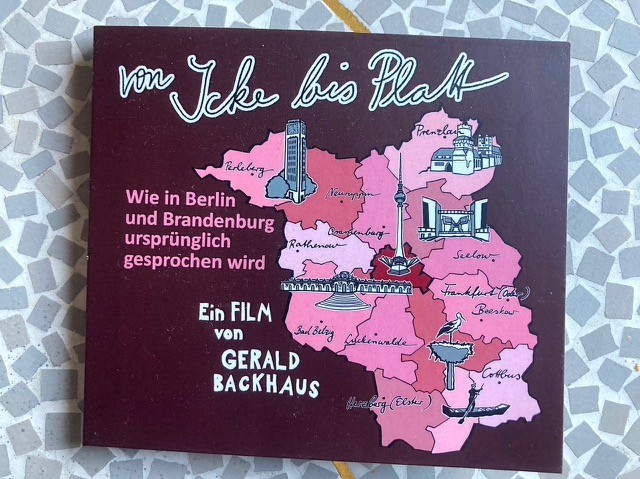 von Icke bis Platt
Prenzlau
Perleberg
Neuruppin
Wie in Berlin
und Brandenburg
ursprünglich
gesprochen wird
Oranienburg
Rathenow
Seelow
Frankfurt (Oder)
Beeskow
Ein FILM
von
GERALD
BACKHAUS
Bad Belzig
Luckenwalde
Cottbus
Herzberg (Elster)